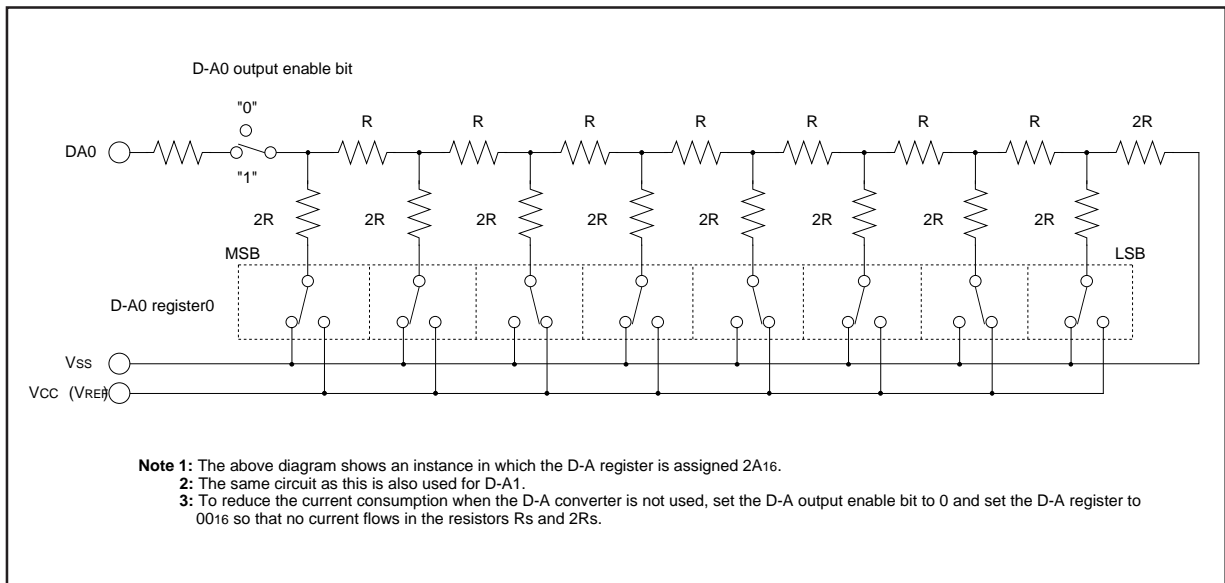 D-A0 output enable bit
"0"
R R R R R R R 2R
DA0
"1"
2R 2R 2R 2R 2R 2R 2R 2R
MSB LSB
D-A0 register0
VSS
VCC (VREF)
Note 1: The above diagram shows an instance in which the D-A register is assigned 2A16.
2: The same circuit as this is also used for D-A1.
3: To reduce the current consumption when the D-A converter is not used, set the D-A output enable bit to 0 and set the D-A register to
0016 so that no current flows in the resistors Rs and 2Rs.